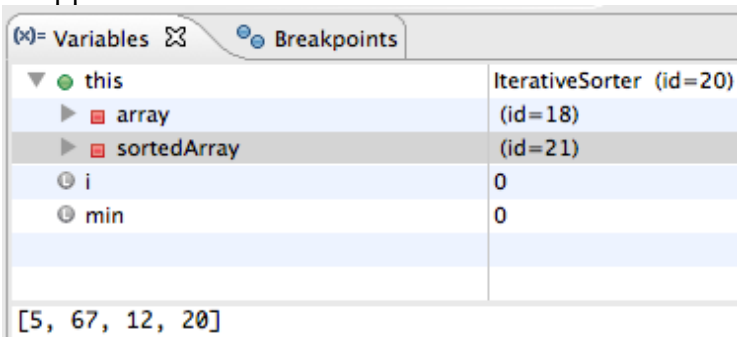 (x)= Variables Breakpoints
this IterativeSorter (id=20)
array (id=18)
sortedArray (id=21)
L i 0
L min 0
[5, 67, 12, 20]